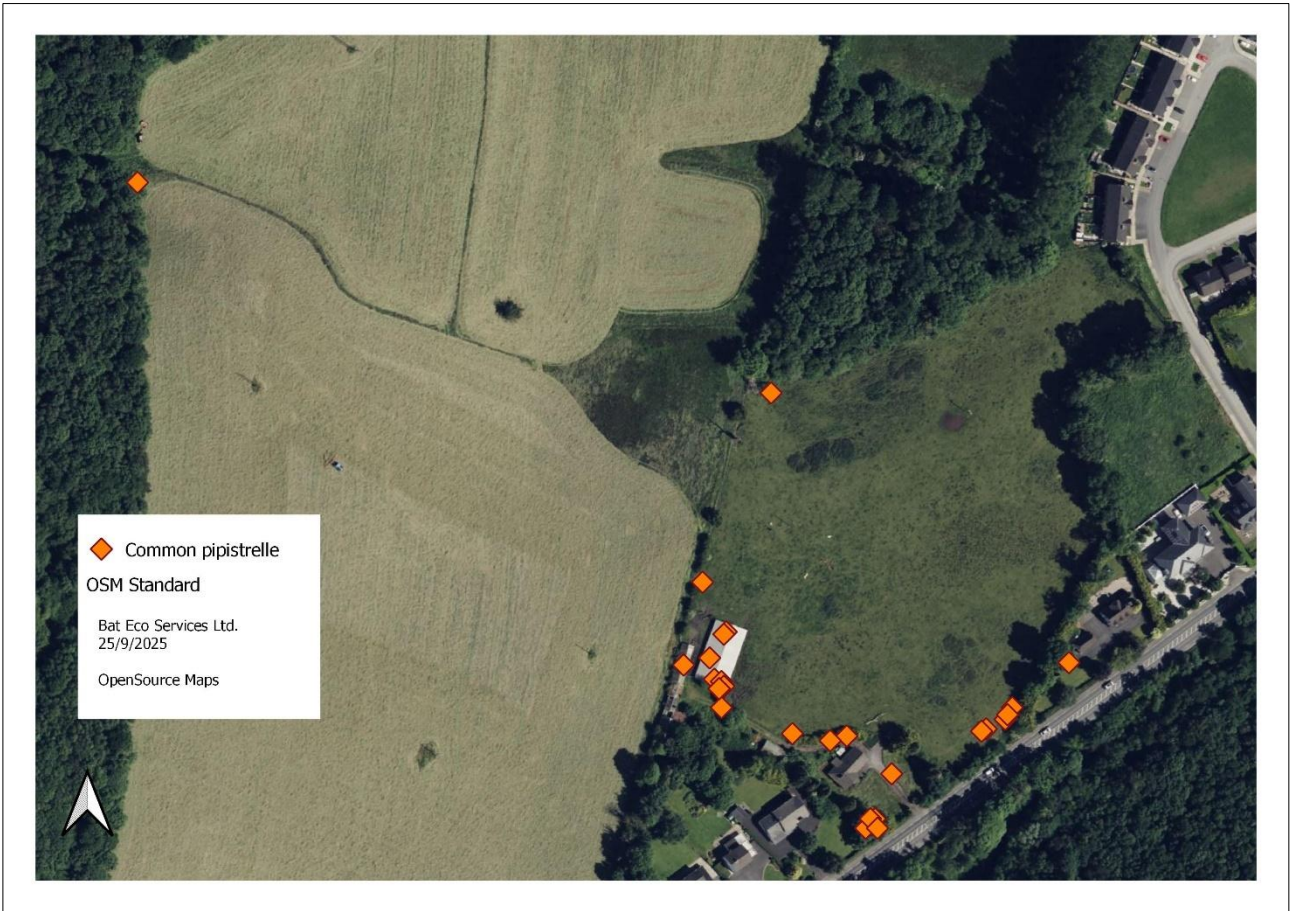 Common pipistrelle
OSM Standard
Bat Eco Services Ltd.
25/9/2025
OpenSource Maps